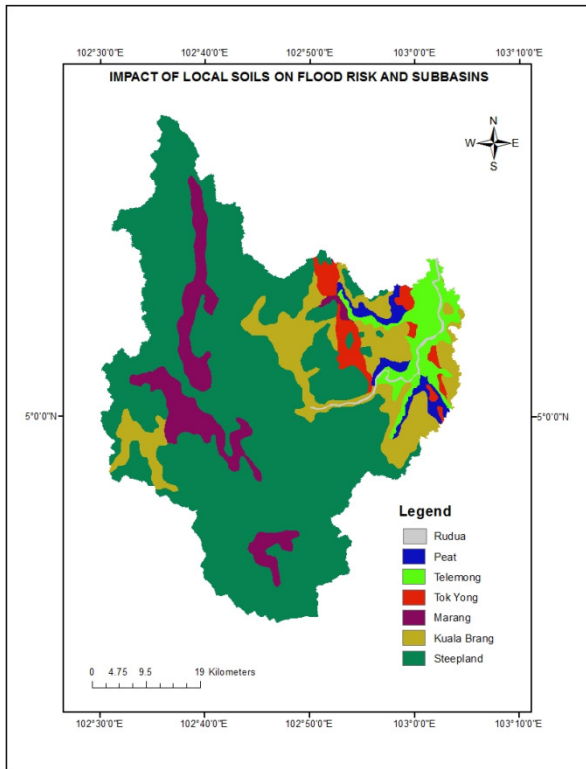 102°30'0"E 102°40'0"E 102°50'0"E 103°0'0"E 103°10'0"E
IMPACT OF LOCAL SOILS ON FLOOD RISK AND SUBBASINS
N
W E
S
5°0'0"N 5°0'0"N
Legend
Rudua
Peat
Telemong
Tok Yong
Marang
Kuala Brang
Steepland
0 4.75 9.5 19 Kilometers
102°30'0"E 102°40'0"E 102°50'0"E 103°0'0"E 103°10'0"E